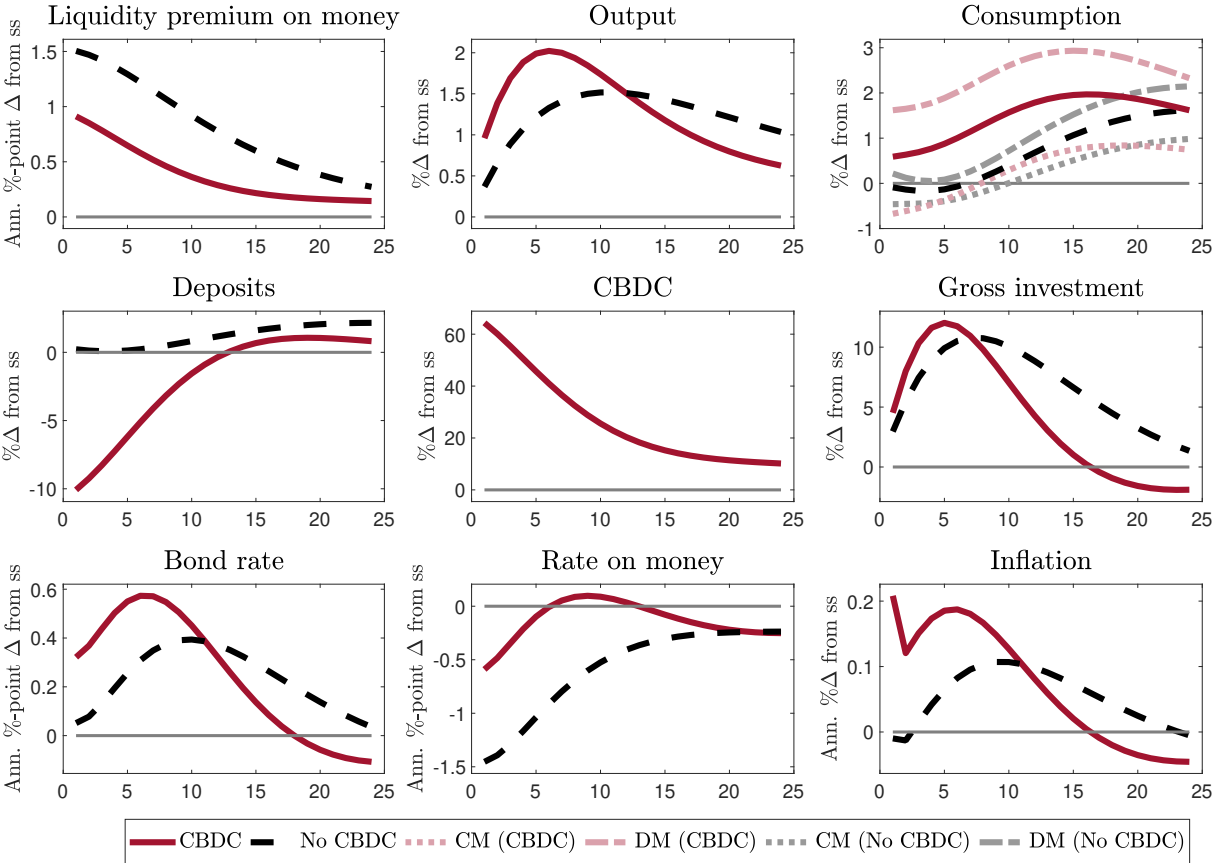 Liquidity premium on money
Output
Consumption
Ann. %-point Δ from ss
1.5
1
0.5
0
0 5 10 15 20 25
%Δ from ss
2
1.5
1
0.5
0
0 5 10 15 20 25
%Δ from ss
3
2
1
0
-1
0 5 10 15 20 25
Deposits
CBDC
Gross investment
%Δ from ss
0
-5
-10
0 5 10 15 20 25
%Δ from ss
60
40
20
0
0 5 10 15 20 25
%Δ from ss
10
5
0
0 5 10 15 20 25
Bond rate
Rate on money
Inflation
Ann. %-point Δ from ss
0.6
0.4
0.2
0
0 5 10 15 20 25
Ann. %-point Δ from ss
0
-0.5
-1
-1.5
0 5 10 15 20 25
Ann. %Δ from ss
0.2
0.1
0
0 5 10 15 20 25
CBDC No CBDC CM (CBDC) DM (CBDC) CM (No CBDC) DM (No CBDC)